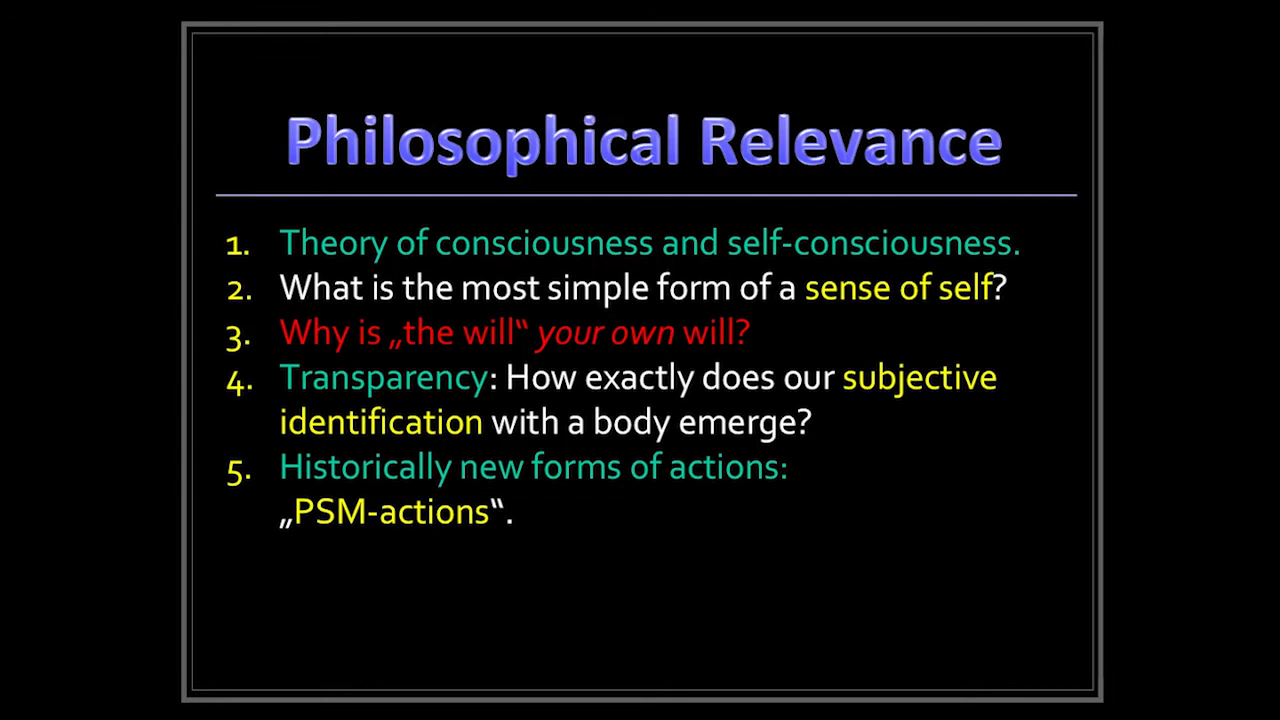 Philosophical Relevance
1. Theory of consciousness and self-consciousness.
2. What is the most simple form of a sense of self?
3. Why is „the will‟ your own will?
4. Transparency: How exactly does our subjective
identification with a body emerge?
5. Historically new forms of actions:
„PSM-actions‟.